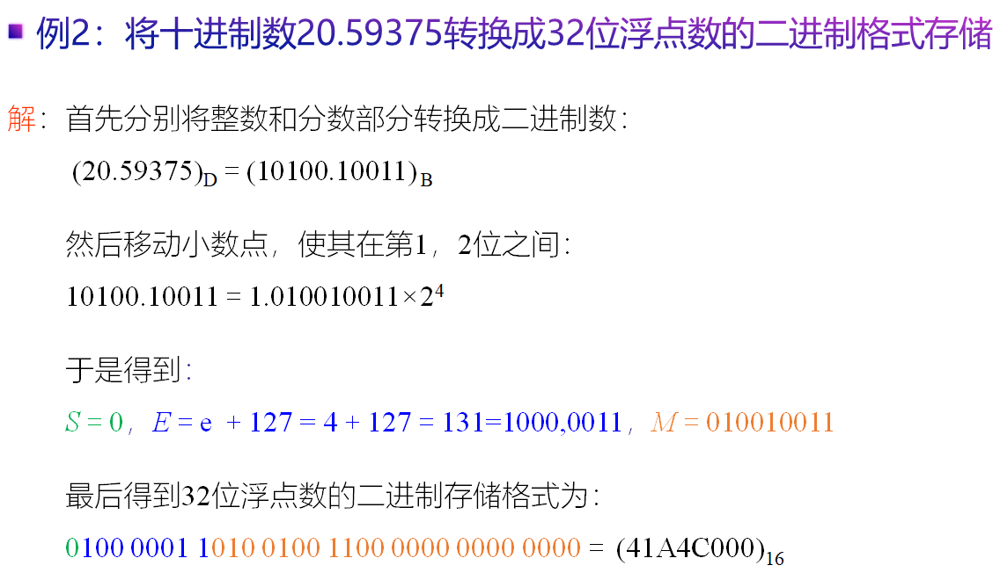 例2：将十进制数20.59375转换成32位浮点数的二进制格式存储
解：首先分别将整数和分数部分转换成二进制数：
(20.59375)D = (10100.10011)B
然后移动小数点，使其在第1，2位之间：
10100.10011 = 1.010010011×2⁴
于是得到：
S = 0，E = e + 127 = 4 + 127 = 131=1000,0011，M = 010010011
最后得到32位浮点数的二进制存储格式为：
0100 0001 1010 0100 1100 0000 0000 0000 = (41A4C000)₁₆